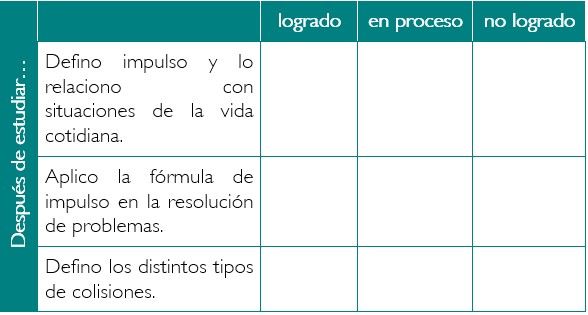 logrado en proceso no logrado
Después de estudiar…
Defino impulso y lo
relaciono con
situaciones de la vida
cotidiana.
Aplico la fórmula de
impulso en la resolución
de problemas.
Defino los distintos tipos
de colisiones.